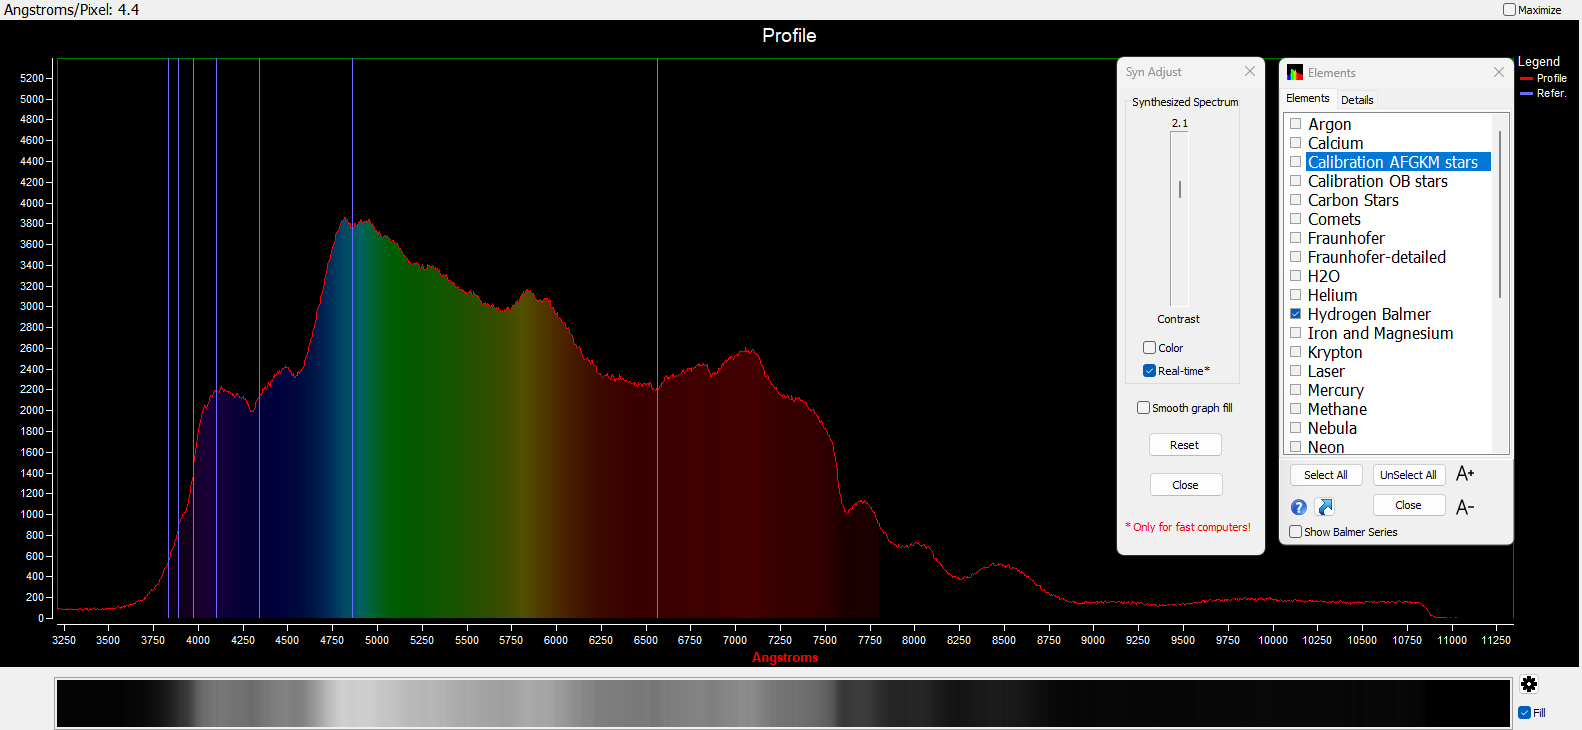 Angstroms/Pixel: 4.4
Maximize
Profile
5200
5000
4800
4600
4400
4200
4000
3800
3600
3400
3200
3000
2800
2600
2400
2200
2000
1800
1600
1400
1200
1000
800
600
400
200
0
3250 3500 3750 4000 4250 4500 4750 5000 5250 5500 5750 6000 6250 6500 6750 7000 7250 7500 7750 8000 8250 8500 8750 9000 9250 9500 9750 10000 10250 10500 10750 11000 11250
Angstroms
Syn Adjust
Synthesized Spectrum
2.1
Contrast
Color
Real-time*
Smooth graph fill
Reset
Close
* Only for fast computers!
Elements
Elements Details
Argon
Calcium
Calibration AFGKM stars
Calibration OB stars
Carbon Stars
Comets
Fraunhofer
Fraunhofer-detailed
H2O
Helium
Hydrogen Balmer
Iron and Magnesium
Krypton
Laser
Mercury
Methane
Nebula
Neon
Select All UnSelect All A+
? Close A-
Show Balmer Series
Legend
Profile
Refer.
Fill